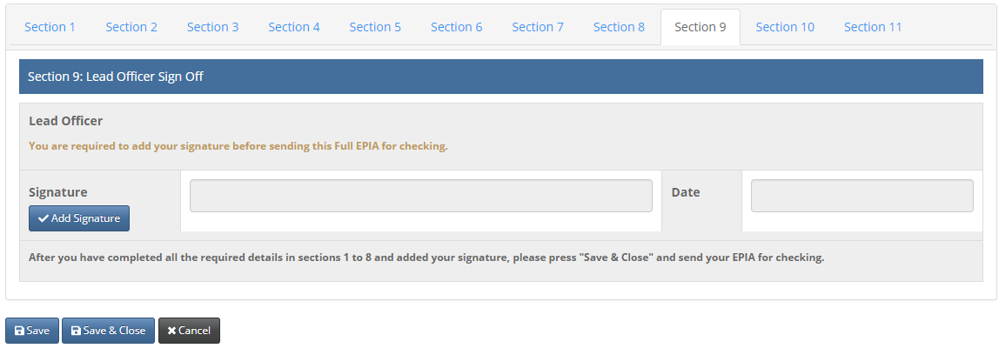 Section 1 Section 2 Section 3 Section 4 Section 5 Section 6 Section 7 Section 8 Section 9 Section 10 Section 11
Section 9: Lead Officer Sign Off
Lead Officer
You are required to add your signature before sending this Full EPIA for checking.
Signature Date
Add Signature
After you have completed all the required details in sections 1 to 8 and added your signature, please press "Save & Close" and send your EPIA for checking.
Save Save & Close Cancel